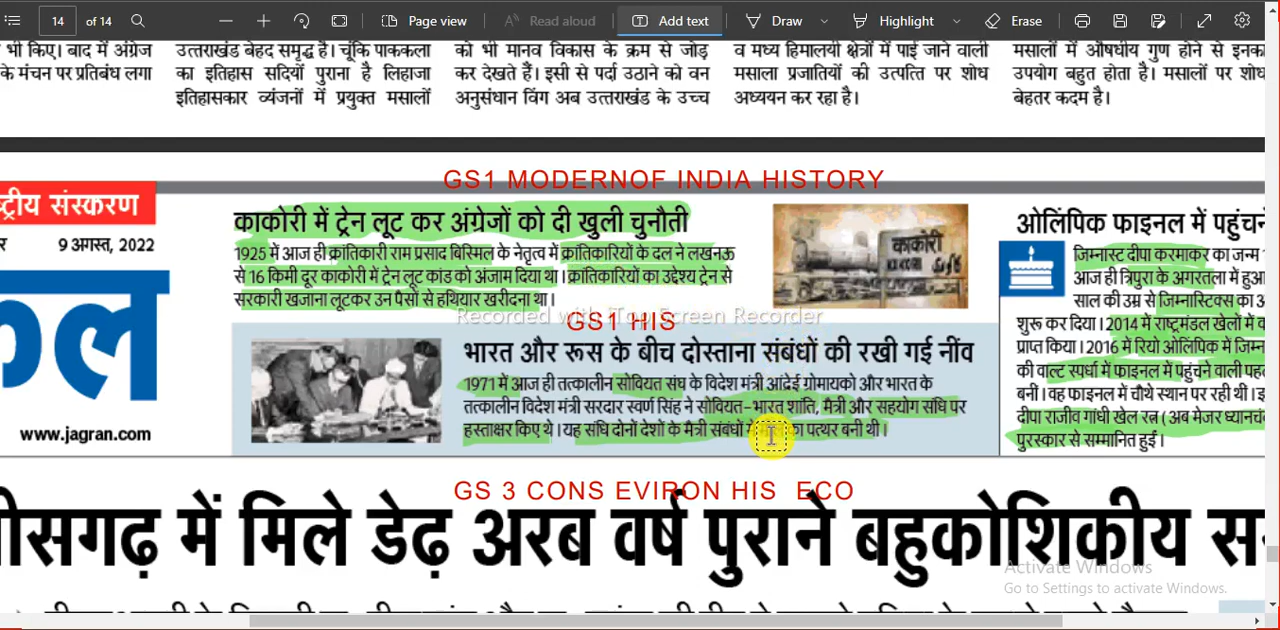 14 of 14 Page view Read aloud Add text Draw Highlight Erase
भी किए। बाद में अंग्रेज
के मंचन पर प्रतिबंध लगा
उत्तराखंड बेहद समृद्ध है। चूंकि पाककला
का इतिहास सदियों पुराना है लिहाजा
इतिहासकार व्यंजनों में प्रयुक्त मसालों
को भी मानव विकास के क्रम से जोड़
कर देखते हैं। इसी से पर्दा उठाने को वन
अनुसंधान विंग अब उत्तराखंड के उच्च
व मध्य हिमालयी क्षेत्रों में पाई जाने वाली
मसाला प्रजातियों की उत्पत्ति पर शोध
अध्ययन कर रहा है।
मसालों में औषधीय गुण होने से इनका
उपयोग बहुत होता है। मसालों पर शोध
बेहतर कदम है।
GS1 MODERNOF INDIA HISTORY
ष्ट्रीय संस्करण
र 9 अगस्त, 2022
www.jagran.com
काकोरी में ट्रेन लूट कर अंग्रेजों को दी खुली चुनौती
1925 में आज ही क्रांतिकारी राम प्रसाद बिस्मिल के नेतृत्व में क्रांतिकारियों के दल ने लखनऊ
से 16 किमी दूर काकोरी में ट्रेन लूट कांड को अंजाम दिया था। क्रांतिकारियों का उद्देश्य ट्रेन से
सरकारी खजाना लूटकर उन पैसों से हथियार खरीदना था।
काकोरी
Recorded with iTop Screen Recorder
GS1 HIS
भारत और रूस के बीच दोस्ताना संबंधों की रखी गई नींव
1971 में आज ही तत्कालीन सोवियत संघ के विदेश मंत्री आंद्रेई ग्रोमायको और भारत के
तत्कालीन विदेश मंत्री सरदार स्वर्ण सिंह ने सोवियत-भारत शांति, मैत्री और सहयोग संधि पर
हस्ताक्षर किए थे। यह संधि दोनों देशों के मैत्री संबंधों का पत्थर बनी थी।
ओलिंपिक फाइनल में पहुंचने
जिम्नास्ट दीपा करमाकर का जन्म
आज ही त्रिपुरा के अगरतला में हुआ
साल की उम्र से जिम्नास्टिक्स का अ
शुरू कर दिया। 2014 में राष्ट्रमंडल खेलों में
प्राप्त किया। 2016 में रियो ओलिंपिक में जिम्न
की वाल्ट स्पर्धा में फाइनल में पहुंचने वाली पह
बनीं। वह फाइनल में चौथे स्थान पर रही थी।
दीपा राजीव गांधी खेल रत्न (अब मेजर ध्यानचं
पुरस्कार से सम्मानित हुईं।
GS 3 CONS EVIRON HIS ECO
ीसगढ़ में मिले डेढ़ अरब वर्ष पुराने बहुकोशिकीय स
Activate Windows
Go to Settings to activate Windows.